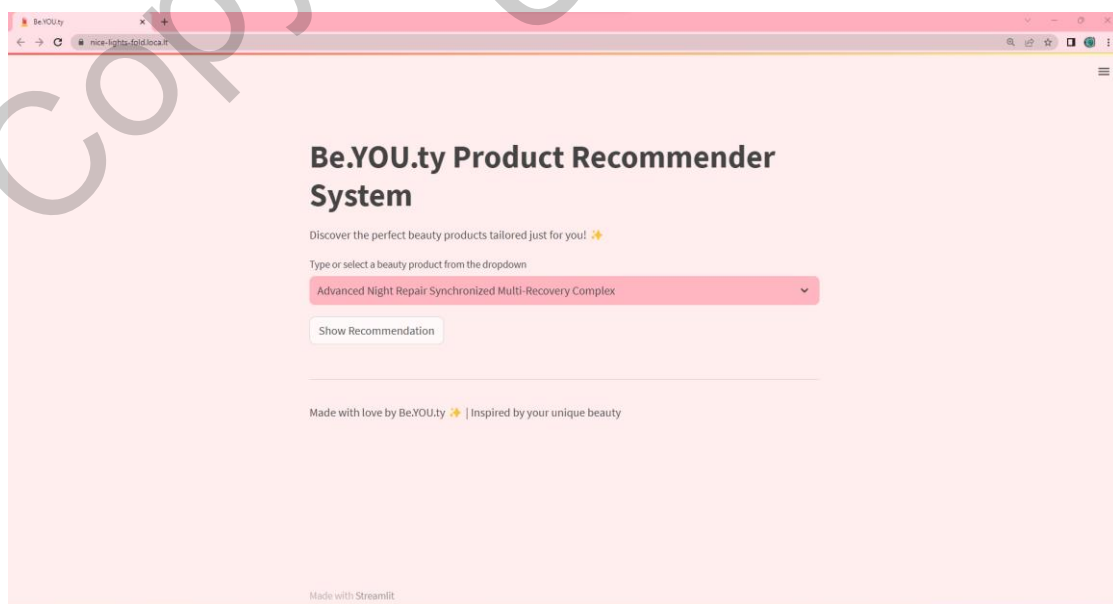 Be.YOU.ty
nice-fights-fold.loca.lt
Be.YOU.ty Product Recommender
System
Discover the perfect beauty products tailored just for you! ✨
Type or select a beauty product from the dropdown
Advanced Night Repair Synchronized Multi-Recovery Complex
Show Recommendation
Made with love by Be.YOU.ty ✨ | Inspired by your unique beauty
Made with Streamlit